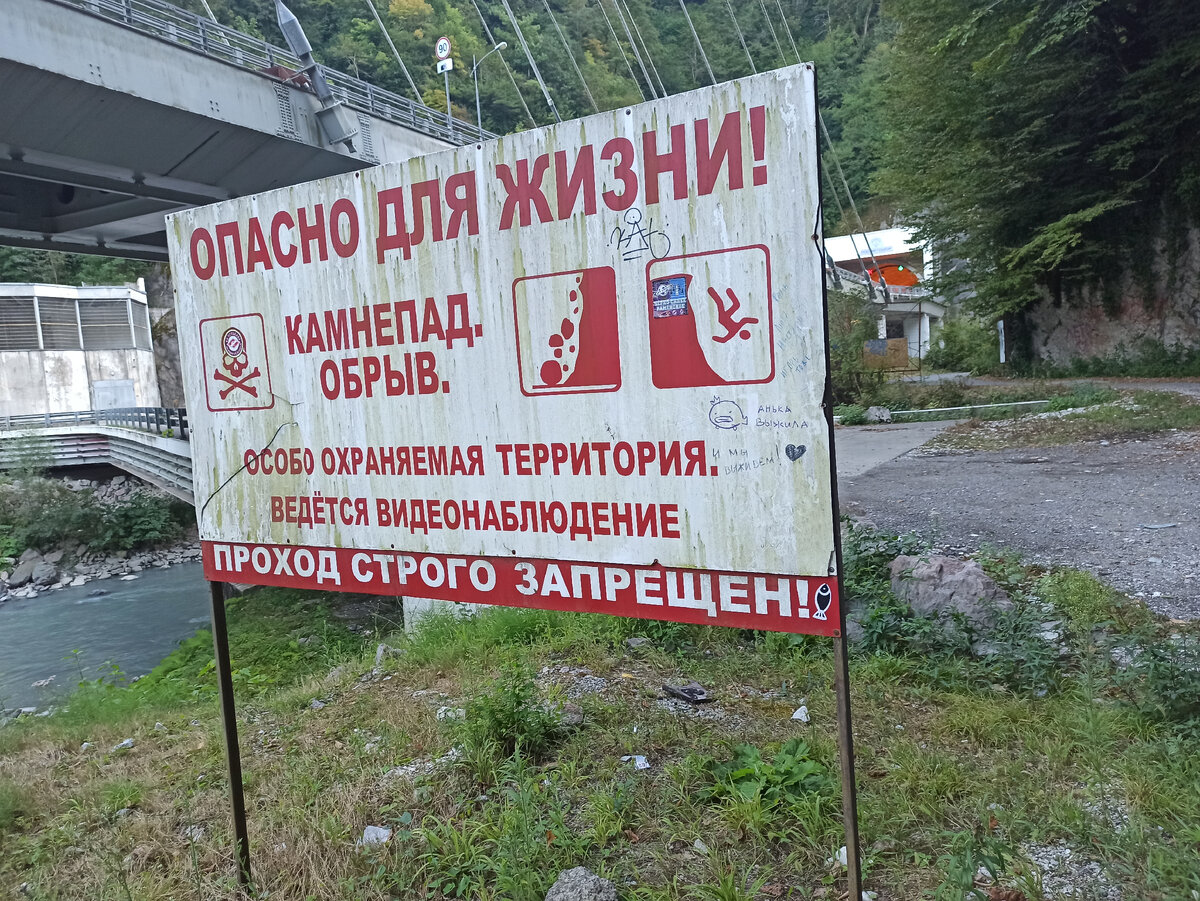 90
ОПАСНО ДЛЯ ЖИЗНИ!
КАМНЕПАД.
ОБРЫВ.
АНЬКА
ВЫЖИЛА
И МЫ
ВЫЖИВЕМ!
ОСОБО ОХРАНЯЕМАЯ ТЕРРИТОРИЯ.
ВЕДЁТСЯ ВИДЕОНАБЛЮДЕНИЕ
ПРОХОД СТРОГО ЗАПРЕЩЕН!